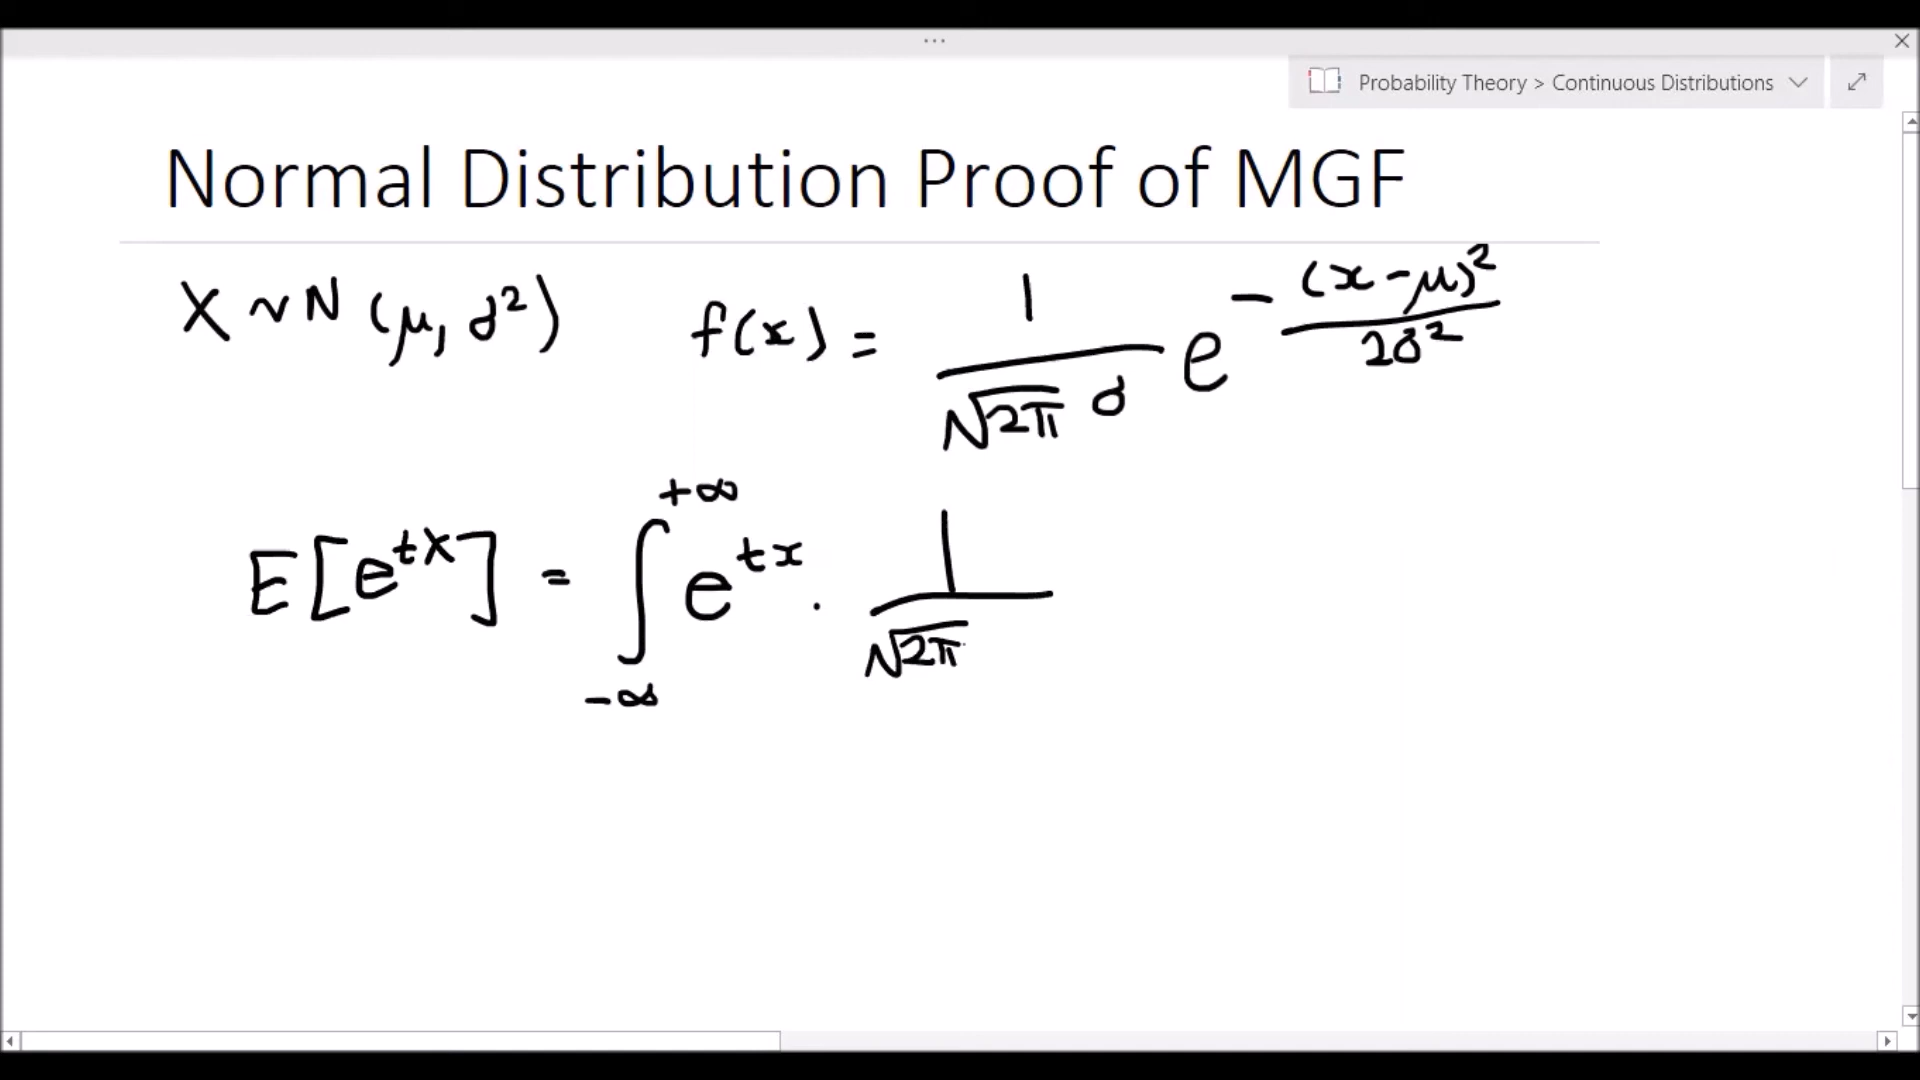 ...
Probability Theory > Continuous Distributions
Normal Distribution Proof of MGF
X ~ N (μ, σ²) f(x) = 1/(√2π σ) e^(-(x-μ)²/(2σ²))
E[e^(tX)] = ∫_(-∞)^(+∞) e^(tx) · 1/(√2π